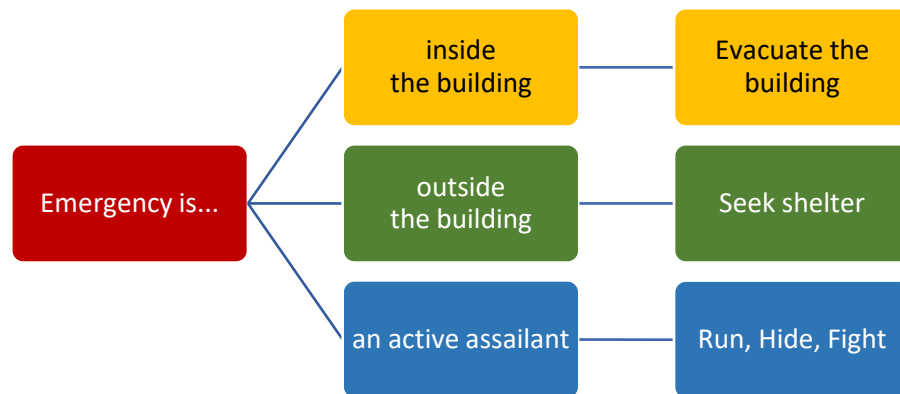 Emergency is...
inside
the building
Evacuate the
building
outside
the building
Seek shelter
an active assailant
Run, Hide, Fight